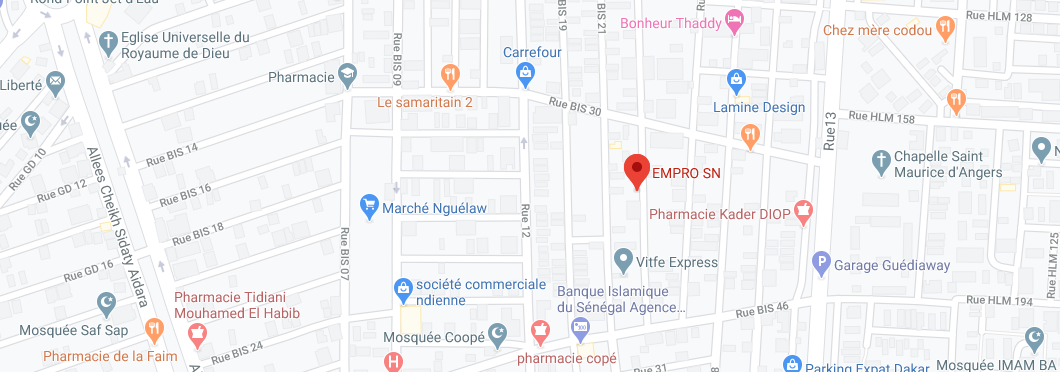 Rond Point Jet d'Eau
Eglise Universelle du
Royaume de Dieu
Liberté
Rue GD 10
Rue GD 12
Rue GD 16
Allees Cheikh Sidaty Aidara
Rue BIS 14
Rue BIS 16
Rue BIS 18
Rue BIS 24
Pharmacie
Rue BIS 09
Rue BIS 07
Le samaritain 2
Carrefour
Rue BIS 19
BIS 21
Rue BIS 30
Bonheur Thaddy
Lamine Design
Chez mère codou
Rue HLM 128
Rue HLM 158
Rue13
Chapelle Saint
Maurice d'Angers
N
EMPRO SN
Pharmacie Kader DIOP
Marché Nguélaw
Rue 12
Vitfe Express
Garage Guédiaway
Rue HLM 125
Rue HLM 194
société commerciale
ndienne
Banque Islamique
du Sénégal Agence...
Rue BIS 46
Pharmacie Tidiani
Mouhamed El Habib
Mosquée Saf Sap
Pharmacie de la Faim
Mosquée Coopé
pharmacie copé
H
P
Rue 31
Parking Expat Dakar
Mosquée IMAM BA